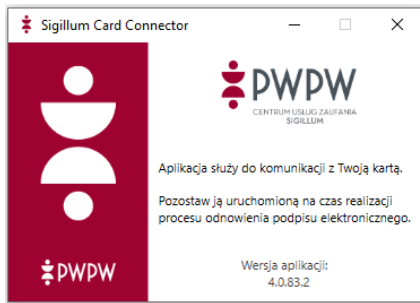 Sigillum Card Connector
PWPW
CENTRUM USŁUG ZAUFANIA
SIGILLUM
Aplikacja służy do komunikacji z Twoją kartą.
Pozostaw ją uruchomioną na czas realizacji
procesu odnowienia podpisu elektronicznego.
PWPW
Wersja aplikacji:
4.0.83.2